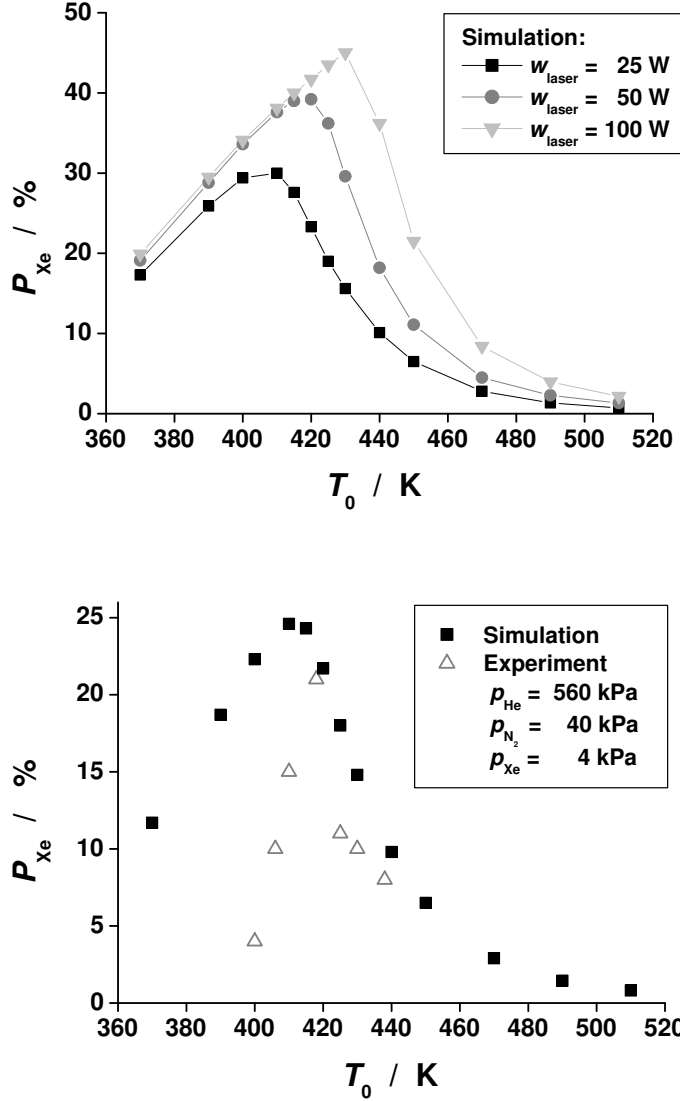 50
40
30
20
10
0
P_Xe / %
Simulation:
w_laser = 25 W
w_laser = 50 W
w_laser = 100 W
360 380 400 420 440 460 480 500 520
T_0 / K
25
20
15
10
5
0
P_Xe / %
Simulation
Experiment
p_He = 560 kPa
p_N_2 = 40 kPa
p_Xe = 4 kPa
360 380 400 420 440 460 480 500 520
T_0 / K